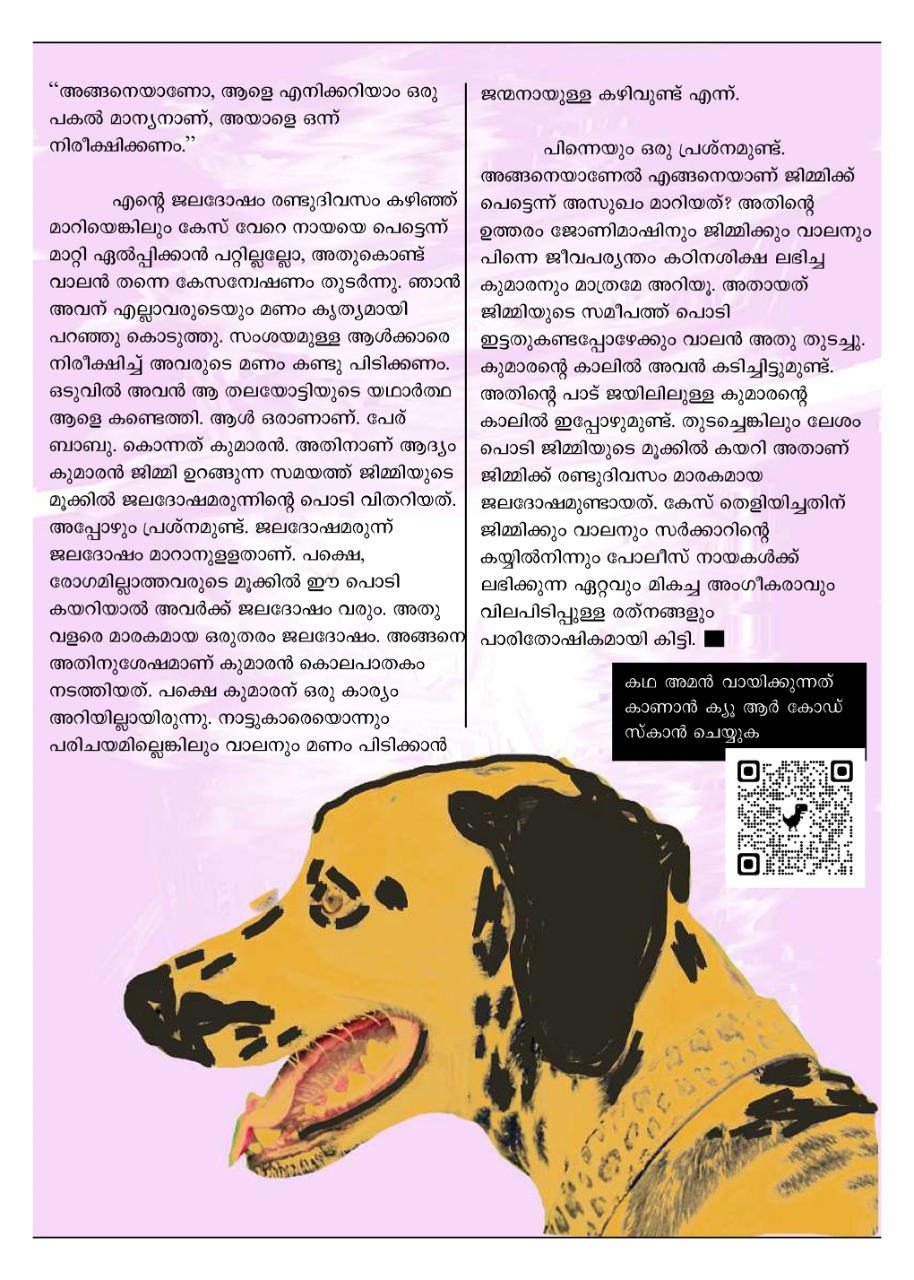 “അങ്ങനെയാണോ, ആളെ എനിക്കറിയാം ഒരു
പകൽ മാന്യനാണ്, അയാളെ ഒന്ന്
നിരീക്ഷിക്കണം.”
എന്റെ ജലദോഷം രണ്ടുദിവസം കഴിഞ്ഞ്
മാറിയെങ്കിലും കേസ് വേറെ നായയെ പെട്ടെന്ന്
മാറ്റി ഏൽപ്പിക്കാൻ പറ്റില്ലല്ലോ, അതുകൊണ്ട്
വാലൻ തന്നെ കേസന്വേഷണം തുടർന്നു. ഞാൻ
അവന് എല്ലാവരുടെയും മണം കൃത്യമായി
പറഞ്ഞു കൊടുത്തു. സംശയമുള്ള ആൾക്കാരെ
നിരീക്ഷിച്ച് അവരുടെ മണം കണ്ടു പിടിക്കണം.
ഒടുവിൽ അവൻ ആ തലയോട്ടിയുടെ യഥാർത്ഥ
ആളെ കണ്ടെത്തി. ആൾ ഒരാണാണ്. പേര്
ബാബു. കൊന്നത് കുമാരൻ. അതിനാണ് ആദ്യം
കുമാരൻ ജിമ്മി ഉറങ്ങുന്ന സമയത്ത് ജിമ്മിയുടെ
മൂക്കിൽ ജലദോഷമരുന്നിന്റെ പൊടി വിതറിയത്.
അപ്പോഴും പ്രശ്നമുണ്ട്. ജലദോഷമരുന്ന്
ജലദോഷം മാറാനുള്ളതാണ്. പക്ഷെ,
രോഗമില്ലാത്തവരുടെ മൂക്കിൽ ഈ പൊടി
കയറിയാൽ അവർക്ക് ജലദോഷം വരും. അതു
വളരെ മാരകമായ ഒരുതരം ജലദോഷം. അങ്ങനെ
അതിനുശേഷമാണ് കുമാരൻ കൊലപാതകം
നടത്തിയത്. പക്ഷെ കുമാരന് ഒരു കാര്യം
അറിയില്ലായിരുന്നു. നാട്ടുകാരെയൊന്നും
പരിചയമില്ലെങ്കിലും വാലനും മണം പിടിക്കാൻ
ജന്മനായുള്ള കഴിവുണ്ട് എന്ന്.
പിന്നെയും ഒരു പ്രശ്നമുണ്ട്.
അങ്ങനെയാണേൽ എങ്ങനെയാണ് ജിമ്മിക്ക്
പെട്ടെന്ന് അസുഖം മാറിയത്? അതിന്റെ
ഉത്തരം ജോണിമാഷിനും ജിമ്മിക്കും വാലനും
പിന്നെ ജീവപര്യന്തം കഠിനശിക്ഷ ലഭിച്ച
കുമാരനും മാത്രമേ അറിയൂ. അതായത്
ജിമ്മിയുടെ സമീപത്ത് പൊടി
ഇട്ടതുകണ്ടപ്പോഴേക്കും വാലൻ അതു തുടച്ചു.
കുമാരന്റെ കാലിൽ അവൻ കടിച്ചിട്ടുമുണ്ട്.
അതിന്റെ പാട് ജയിലിലുള്ള കുമാരന്റെ
കാലിൽ ഇപ്പോഴുമുണ്ട്. തുടച്ചെങ്കിലും ലേശം
പൊടി ജിമ്മിയുടെ മൂക്കിൽ കയറി അതാണ്
ജിമ്മിക്ക് രണ്ടുദിവസം മാരകമായ
ജലദോഷമുണ്ടായത്. കേസ് തെളിയിച്ചതിന്
ജിമ്മിക്കും വാലനും സർക്കാറിന്റെ
കയ്യിൽനിന്നും പോലീസ് നായകൾക്ക്
ലഭിക്കുന്ന ഏറ്റവും മികച്ച അംഗീകരാവും
വിലപിടിപ്പുള്ള രത്നങ്ങളും
പാരിതോഷികമായി കിട്ടി.
കഥ അമൻ വായിക്കുന്നത്
കാണാൻ ക്യൂ ആർ കോഡ്
സ്കാൻ ചെയ്യുക